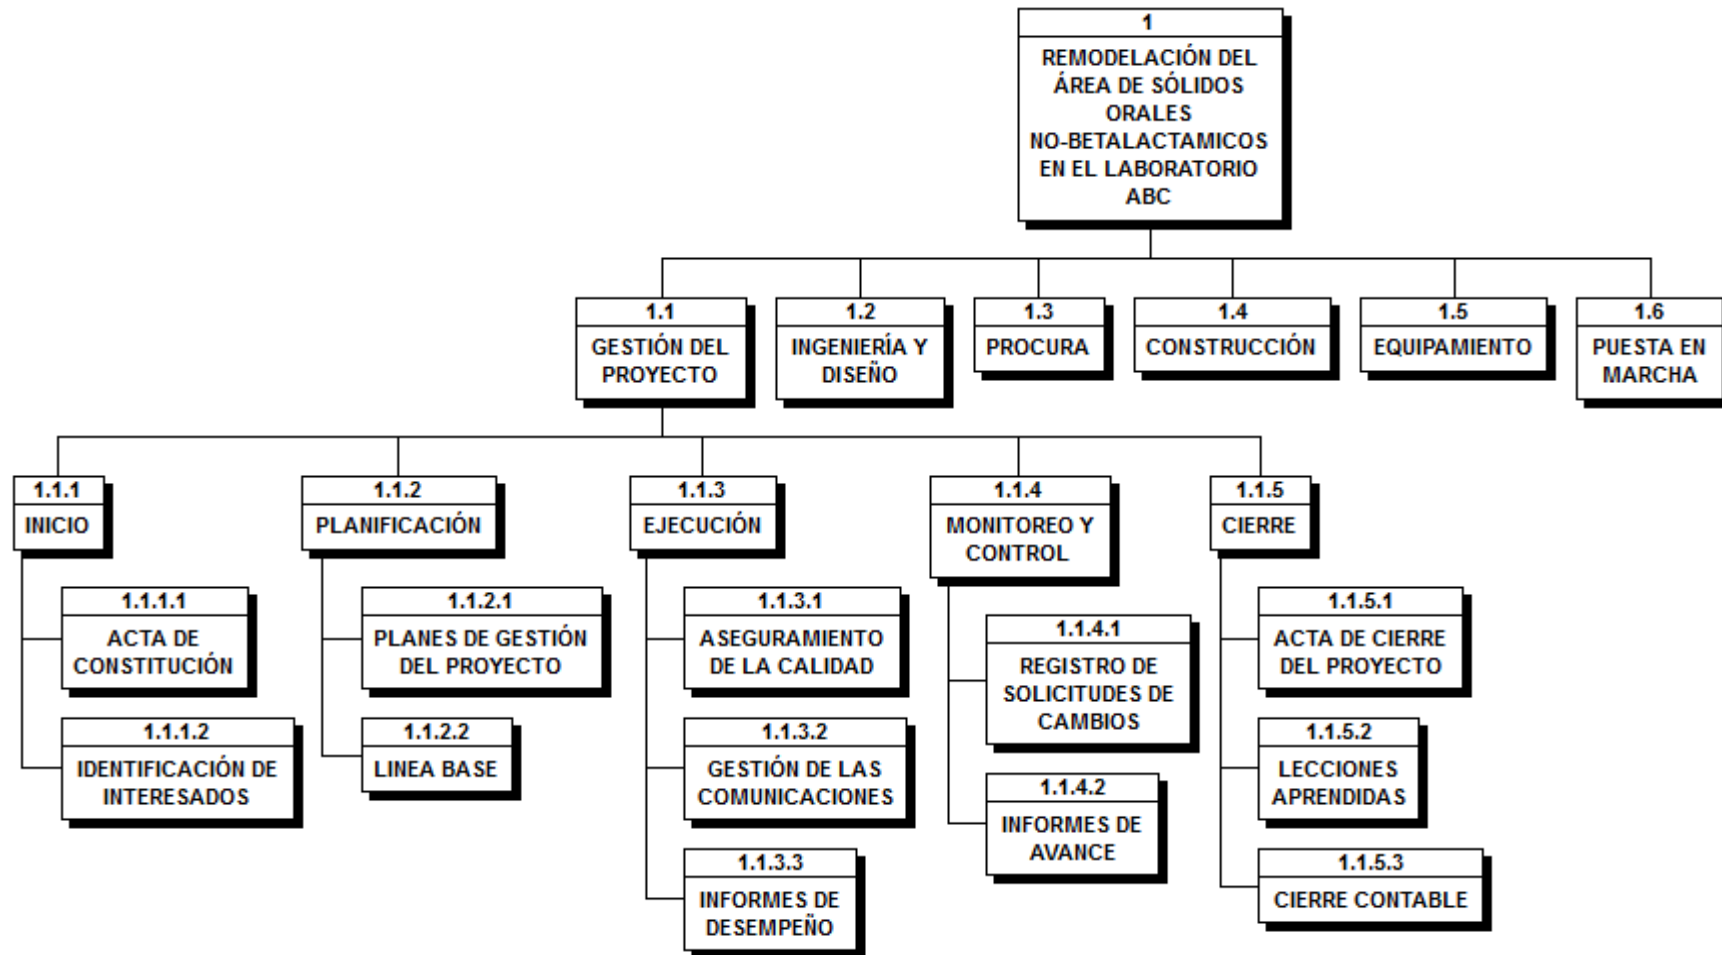 1
REMODELACIÓN DEL
ÁREA DE SÓLIDOS
ORALES
NO-BETALACTAMICOS
EN EL LABORATORIO
ABC
1.1
GESTIÓN DEL
PROYECTO
1.2
INGENIERÍA Y
DISEÑO
1.3
PROCURA
1.4
CONSTRUCCIÓN
1.5
EQUIPAMIENTO
1.6
PUESTA EN
MARCHA
1.1.1
INICIO
1.1.1.1
ACTA DE
CONSTITUCIÓN
1.1.1.2
IDENTIFICACIÓN DE
INTERESADOS
1.1.2
PLANIFICACIÓN
1.1.2.1
PLANES DE GESTIÓN
DEL PROYECTO
1.1.2.2
LINEA BASE
1.1.3
EJECUCIÓN
1.1.3.1
ASEGURAMIENTO
DE LA CALIDAD
1.1.3.2
GESTIÓN DE LAS
COMUNICACIONES
1.1.3.3
INFORMES DE
DESEMPEÑO
1.1.4
MONITOREO Y
CONTROL
1.1.4.1
REGISTRO DE
SOLICITUDES DE
CAMBIOS
1.1.4.2
INFORMES DE
AVANCE
1.1.5
CIERRE
1.1.5.1
ACTA DE CIERRE
DEL PROYECTO
1.1.5.2
LECCIONES
APRENDIDAS
1.1.5.3
CIERRE CONTABLE